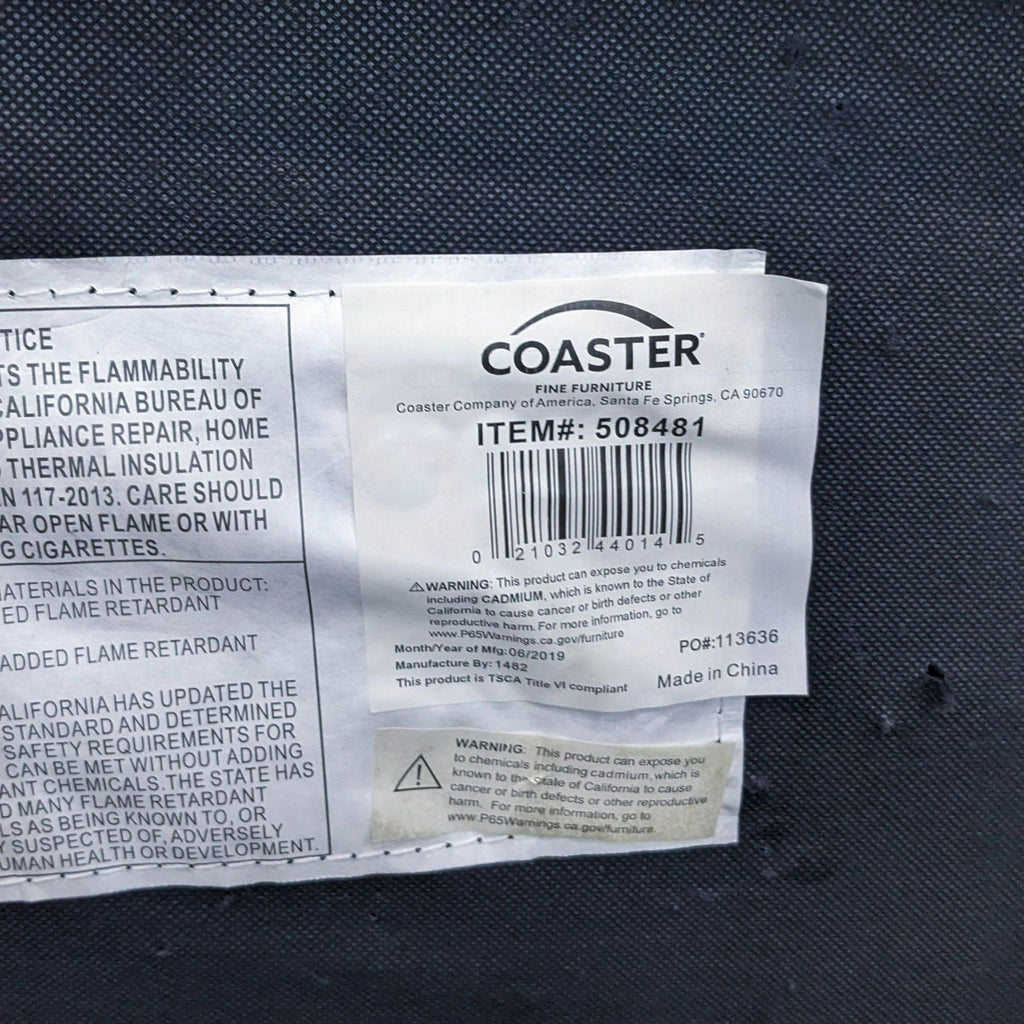 TICE
TS THE FLAMMABILITY
CALIFORNIA BUREAU OF
PPLIANCE REPAIR, HOME
THERMAL INSULATION
N 117-2013. CARE SHOULD
AR OPEN FLAME OR WITH
G CIGARETTES.
ATERIALS IN THE PRODUCT:
ED FLAME RETARDANT
ADDED FLAME RETARDANT
ALIFORNIA HAS UPDATED THE
STANDARD AND DETERMINED
SAFETY REQUIREMENTS FOR
CAN BE MET WITHOUT ADDING
ANT CHEMICALS.THE STATE HAS
D MANY FLAME RETARDANT
LS AS BEING KNOWN TO, OR
Y SUSPECTED OF, ADVERSELY
UMAN HEALTH OR DEVELOPMENT.
COASTER®
FINE FURNITURE
Coaster Company of America, Santa Fe Springs, CA 90670
ITEM#: 508481
0 21032 44014 5
⚠WARNING: This product can expose you to chemicals
including CADMIUM, which is known to the State of
California to cause cancer or birth defects or other
reproductive harm. For more information, go to
www.P65Warnings.ca.gov/furniture
Month/Year of Mfg:06/2019
Manufacture By: 1482
This product is TSCA Title VI compliant
PO#:113636
Made in China
WARNING: This product can expose you
to chemicals including cadmium, which is
known to the State of California to cause
cancer or birth defects or other reproductive
harm. For more information, go to
www.P65Warnings.ca.gov/furniture.